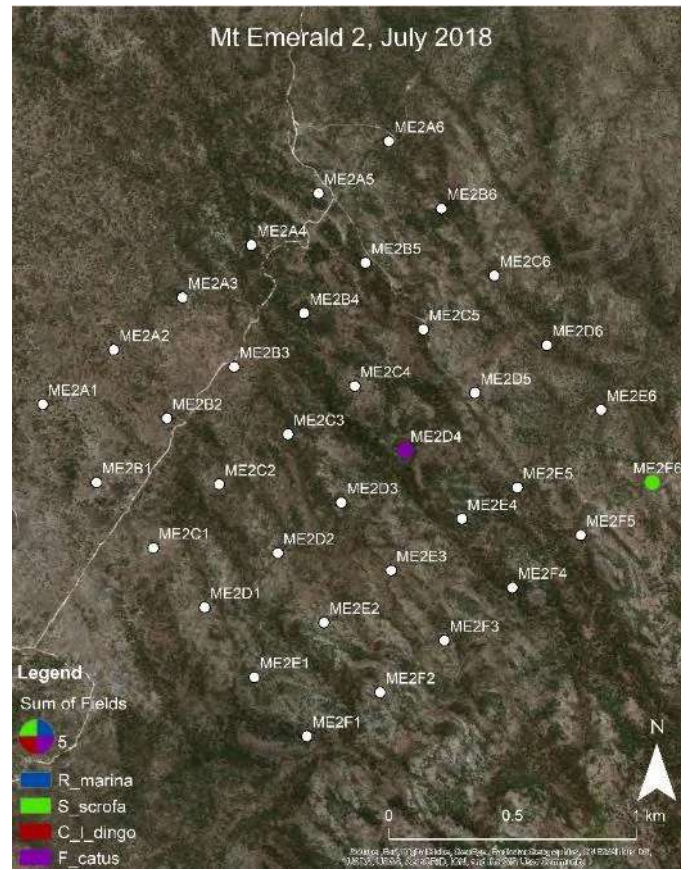 Mt Emerald 2, July 2018
ME2A6
ME2A5
ME2B6
ME2A4
ME2B5
ME2C6
ME2A3
ME2B4
ME2C5
ME2D6
ME2A2
ME2B3
ME2C4
ME2D5
ME2E6
ME2A1
ME2B2
ME2C3
ME2D4
ME2B1
ME2C2
ME2D3
ME2E5
ME2F6
ME2E4
ME2C1
ME2D2
ME2F5
ME2E3
ME2F4
ME2D1
ME2E2
ME2F3
ME2E1
ME2F2
ME2F1
Legend
Sum of Fields
5
R_marina
S_scrofa
C_l_dingo
F_catus
N
0 0.5 1 km